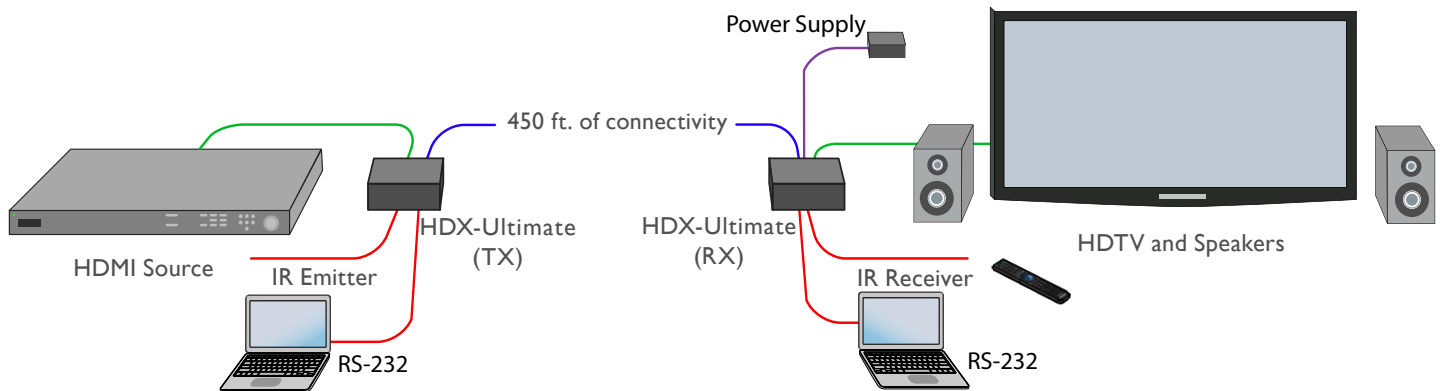 Power Supply
450 ft. of connectivity
HDX-Ultimate
(TX)
HDX-Ultimate
(RX)
HDTV and Speakers
HDMI Source
IR Emitter
IR Receiver
RS-232
RS-232